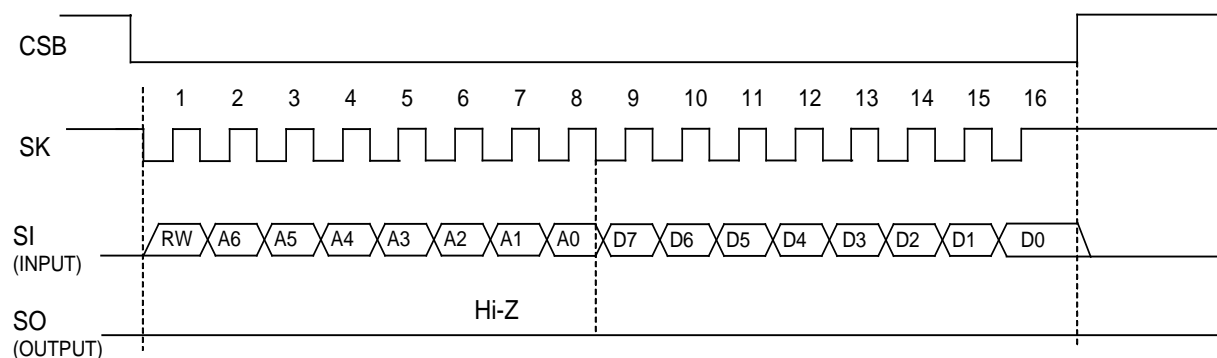 CSB
1 2 3 4 5 6 7 8 9 10 11 12 13 14 15 16
SK
SI
(INPUT)
RW A6 A5 A4 A3 A2 A1 A0 D7 D6 D5 D4 D3 D2 D1 D0
Hi-Z
SO
(OUTPUT)